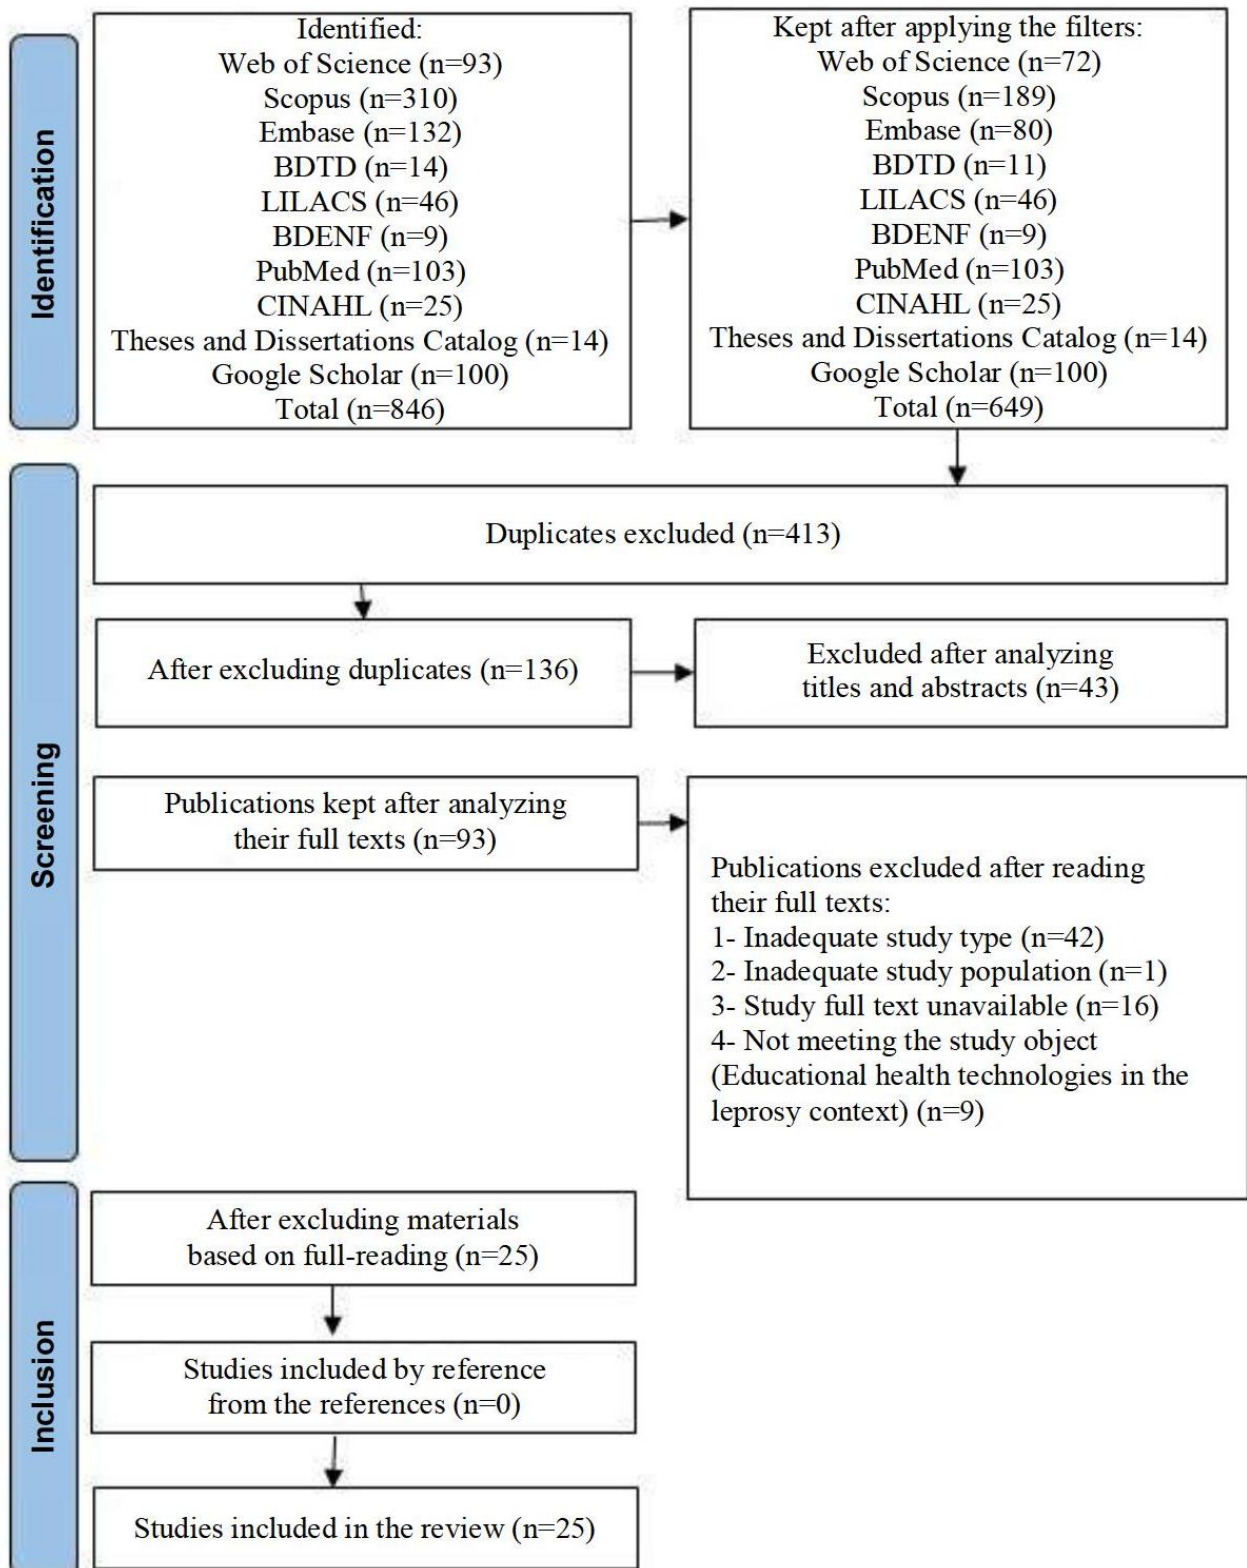 Identification
Identified:
Web of Science (n=93)
Scopus (n=310)
Embase (n=132)
BDTD (n=14)
LILACS (n=46)
BDENF (n=9)
PubMed (n=103)
CINAHL (n=25)
Theses and Dissertations Catalog (n=14)
Google Scholar (n=100)
Total (n=846)
Kept after applying the filters:
Web of Science (n=72)
Scopus (n=189)
Embase (n=80)
BDTD (n=11)
LILACS (n=46)
BDENF (n=9)
PubMed (n=103)
CINAHL (n=25)
Theses and Dissertations Catalog (n=14)
Google Scholar (n=100)
Total (n=649)
Screening
Duplicates excluded (n=413)
After excluding duplicates (n=136)
Excluded after analyzing
titles and abstracts (n=43)
Publications kept after analyzing
their full texts (n=93)
Publications excluded after reading
their full texts:
1- Inadequate study type (n=42)
2- Inadequate study population (n=1)
3- Study full text unavailable (n=16)
4- Not meeting the study object
(Educational health technologies in the
leprosy context) (n=9)
Inclusion
After excluding materials
based on full-reading (n=25)
Studies included by reference
from the references (n=0)
Studies included in the review (n=25)